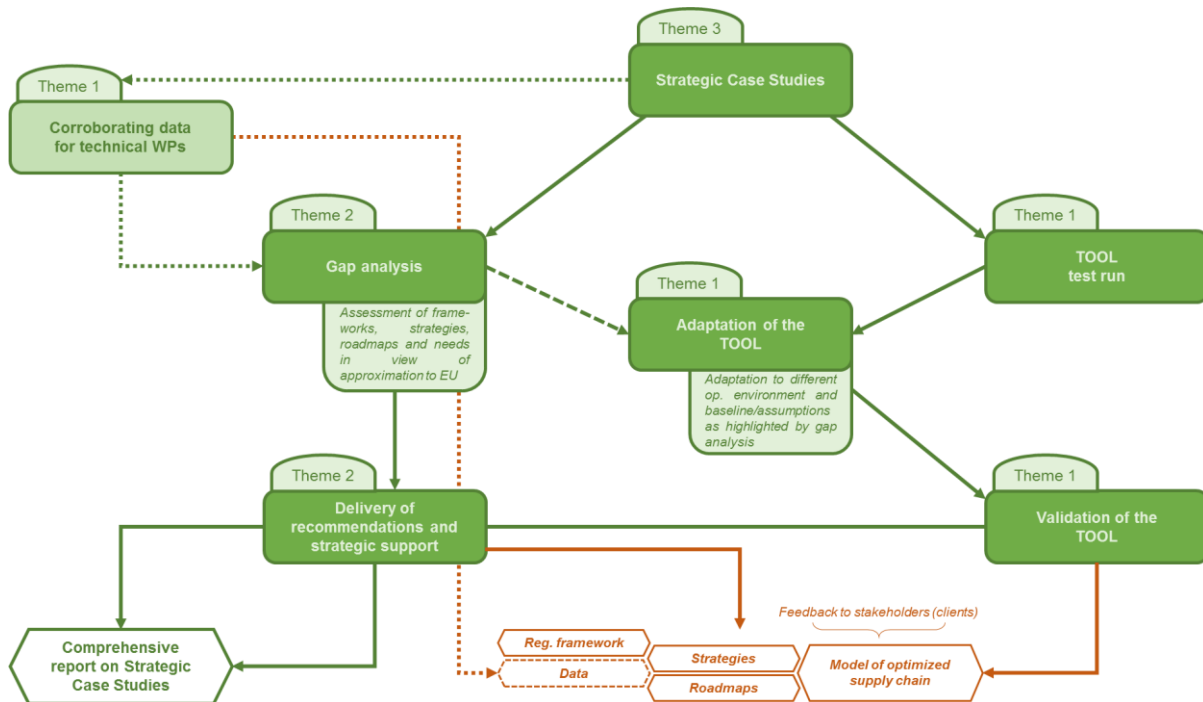 Theme 3
Strategic Case Studies
Theme 1
Corroborating data
for technical WPs
Theme 2
Gap analysis
Assessment of frame-
works, strategies,
roadmaps and needs
in view of
approximation to EU
Theme 1
TOOL
test run
Theme 1
Adaptation of the
TOOL
Adaptation to different
op. environment and
baseline/assumptions
as highlighted by gap
analysis
Theme 2
Delivery of
recommendations and
strategic support
Theme 1
Validation of the
TOOL
Comprehensive
report on Strategic
Case Studies
Feedback to stakeholders (clients)
Reg. framework
Data
Strategies
Roadmaps
Model of optimized
supply chain